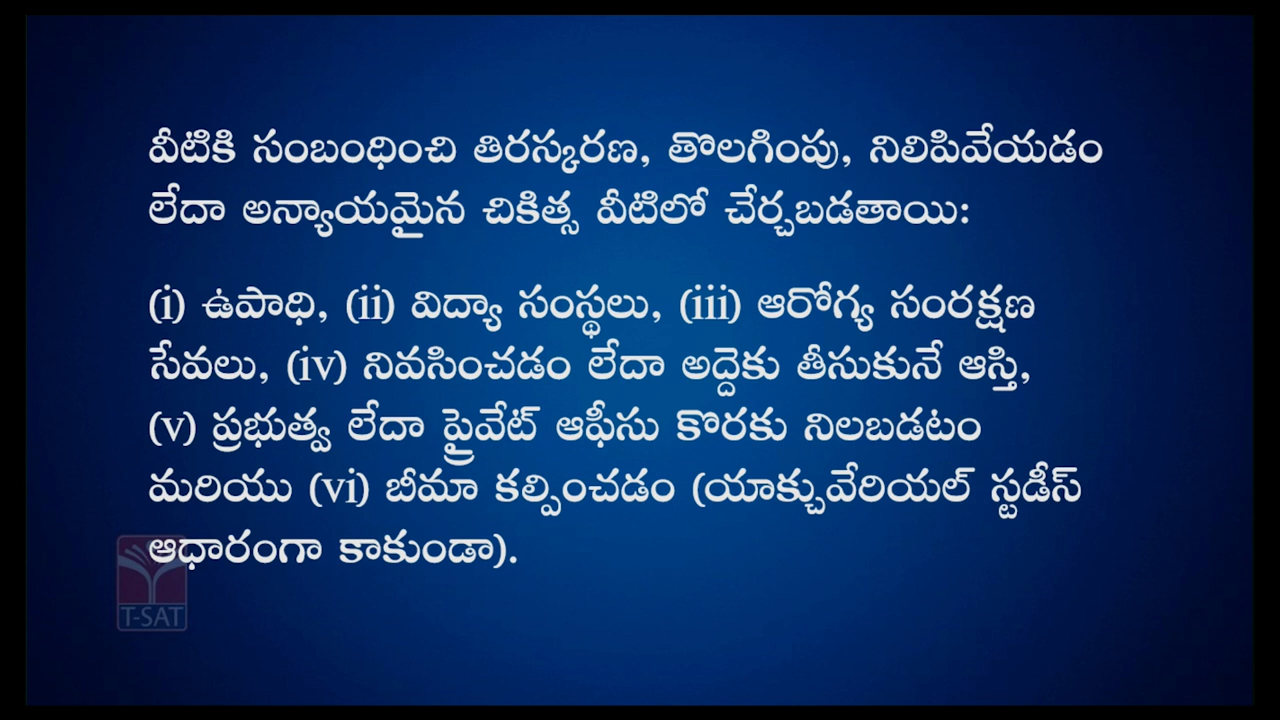 వీటికి సంబంధించి తిరస్కరణ, తొలగింపు, నిలిపివేయడం
లేదా అన్యాయమైన చికిత్స వీటిలో చేర్చబడతాయి:
(i) ఉపాధి, (ii) విద్యా సంస్థలు, (iii) ఆరోగ్య సంరక్షణ
సేవలు, (iv) నివసించడం లేదా అద్దెకు తీసుకునే ఆస్తి,
(v) ప్రభుత్వ లేదా ప్రైవేట్ ఆఫీసు కొరకు నిలబడటం
మరియు (vi) బీమా కల్పించడం (యాక్చువేరియల్ స్టడీస్
ఆధారంగా కాకుండా).
T-SAT